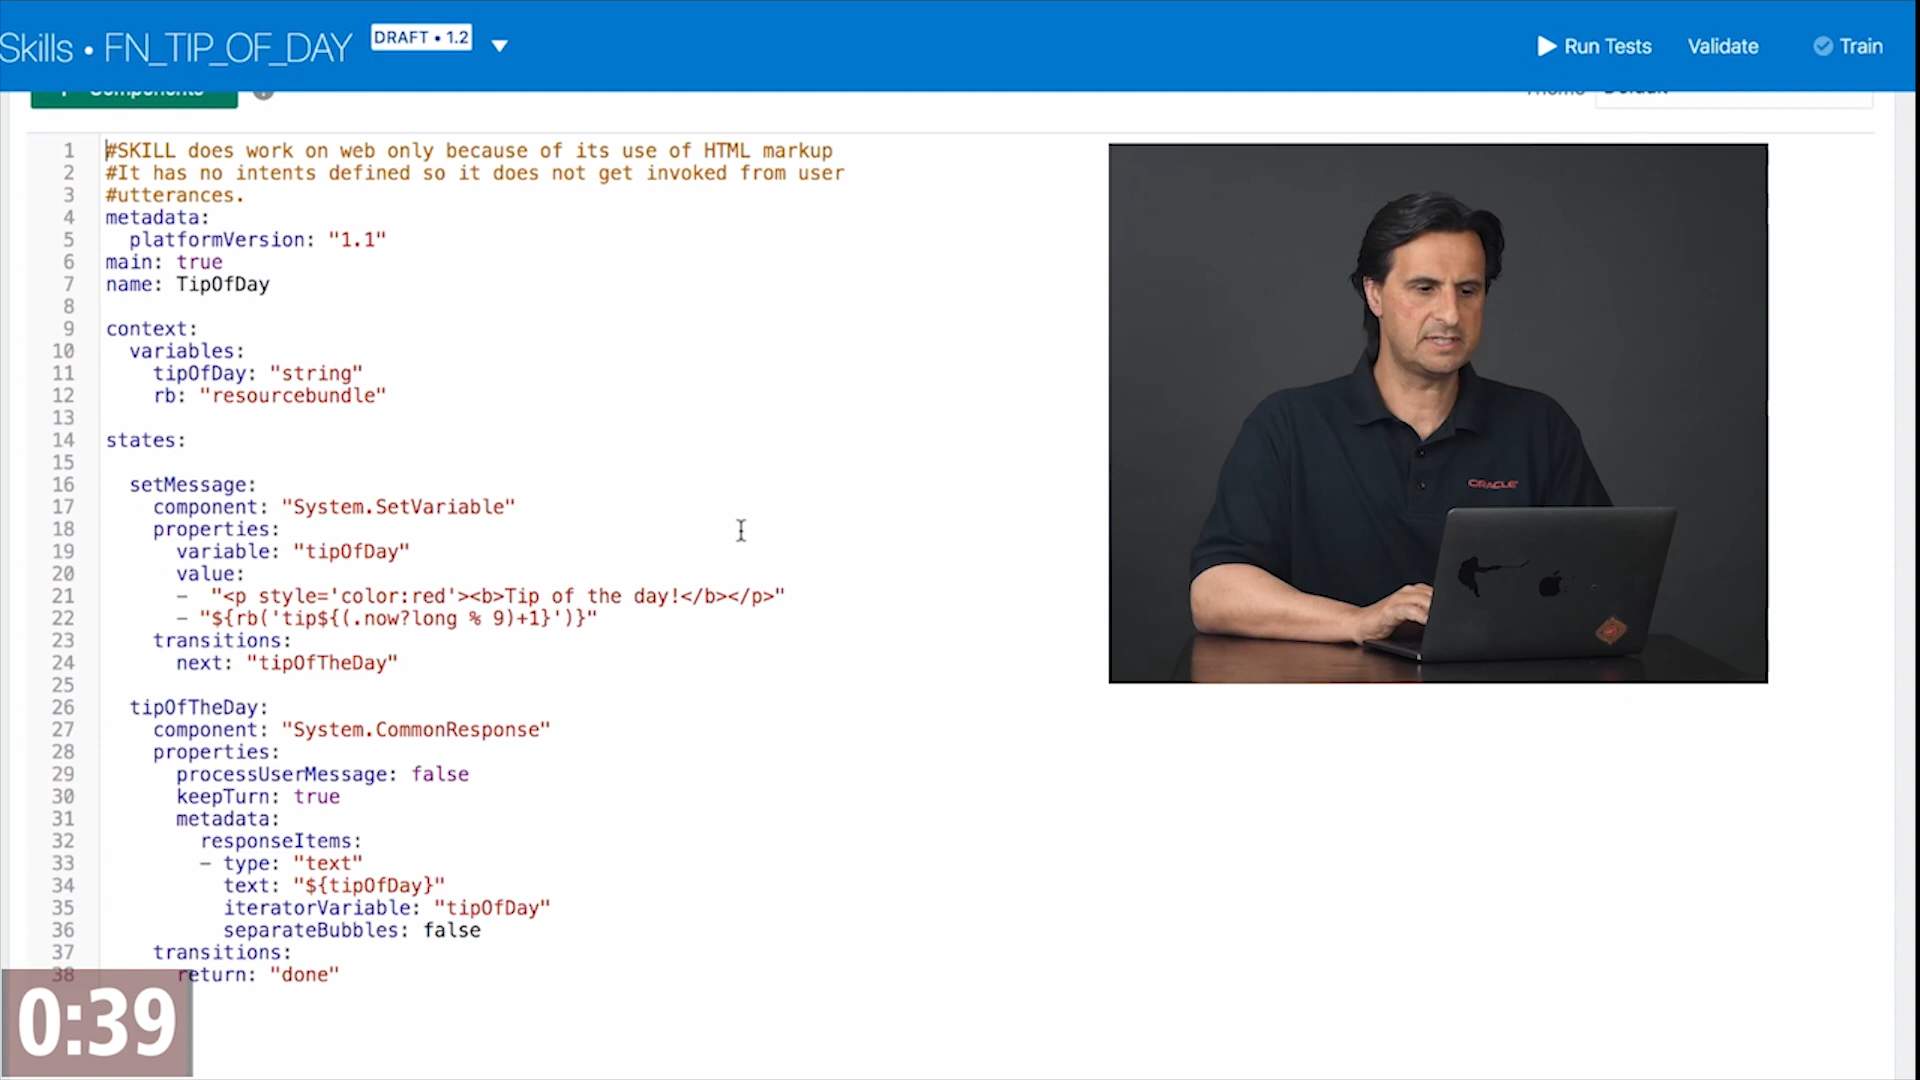 Skills • FN_TIP_OF_DAY
DRAFT • 1.2
Run Tests
Validate
Train
Components
Default
1 #SKILL does work on web only because of its use of HTML markup
2 #It has no intents defined so it does not get invoked from user
3 #utterances.
4 metadata:
5 platformVersion: "1.1"
6 main: true
7 name: TipOfDay
8
9 context:
10 variables:
11 tipOfDay: "string"
12 rb: "resourcebundle"
13
14 states:
15
16 setMessage:
17 component: "System.SetVariable"
18 properties:
19 variable: "tipOfDay"
20 value:
21 - "<p style='color:red'><b>Tip of the day!</b></p>"
22 - "${rb('tip${(.now?long % 9)+1}')}"
23 transitions:
24 next: "tipOfTheDay"
25
26 tipOfTheDay:
27 component: "System.CommonResponse"
28 properties:
29 processUserMessage: false
30 keepTurn: true
31 metadata:
32 responseItems:
33 - type: "text"
34 text: "${tipOfDay}"
35 iteratorVariable: "tipOfDay"
36 separateBubbles: false
37 transitions:
38 return: "done"
ORACLE
0:39